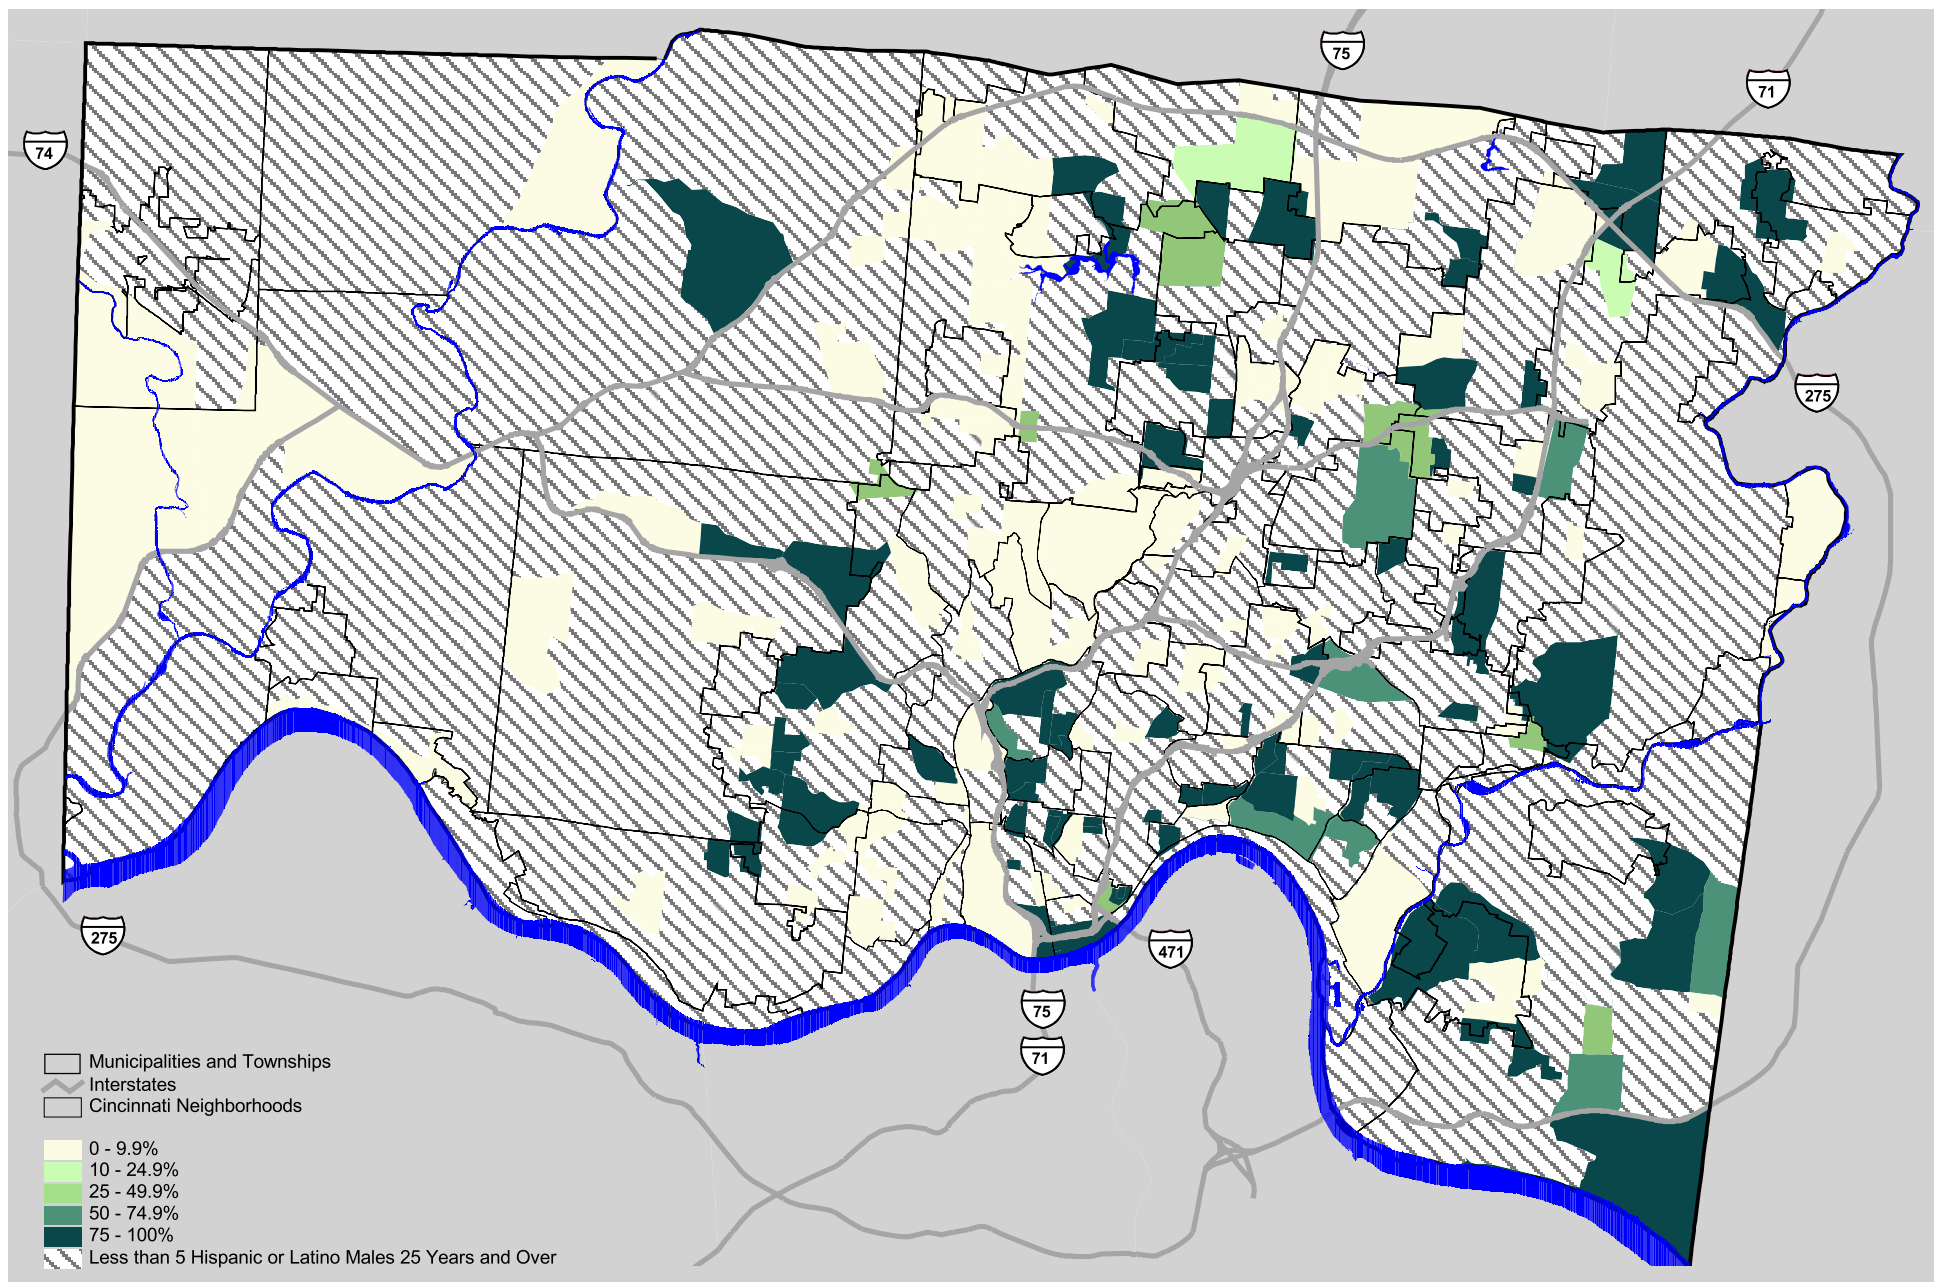 75
71
74
275
275
471
75
71
Municipalities and Townships
Interstates
Cincinnati Neighborhoods
0 - 9.9%
10 - 24.9%
25 - 49.9%
50 - 74.9%
75 - 100%
Less than 5 Hispanic or Latino Males 25 Years and Over